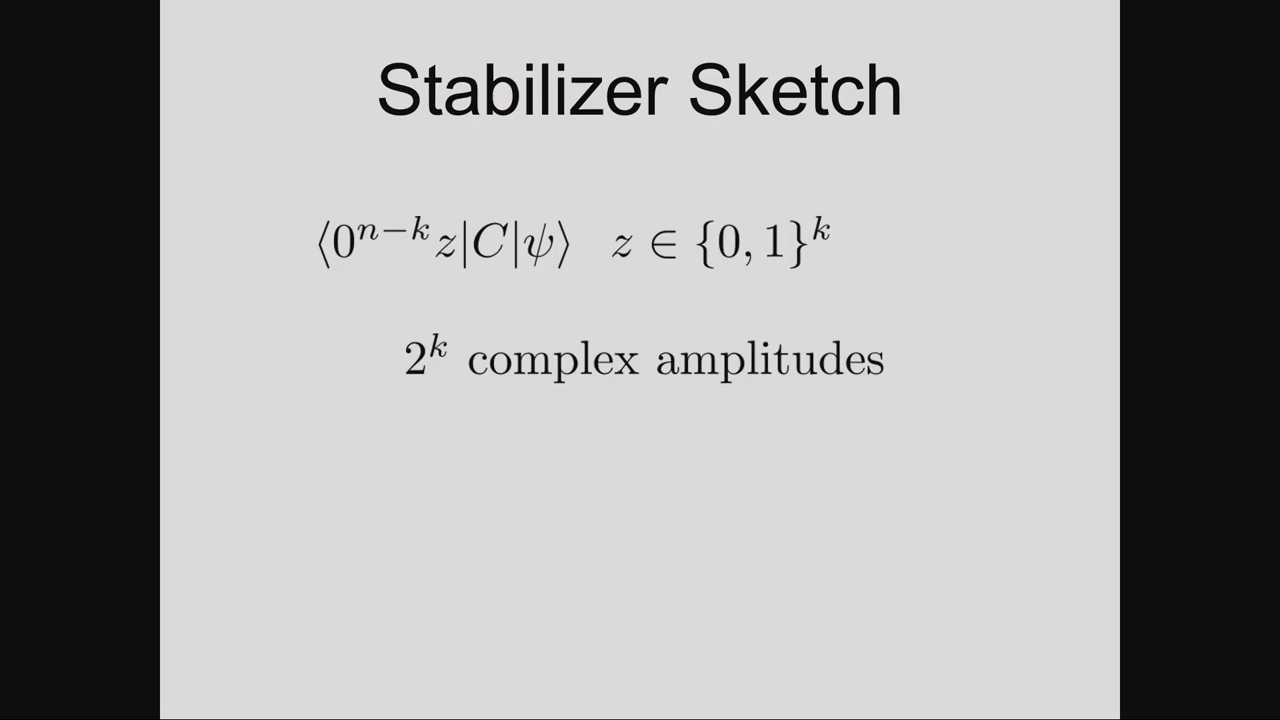 Stabilizer Sketch
⟨0^{n−k}z|C|ψ⟩ z ∈ {0, 1}^k
2^k complex amplitudes